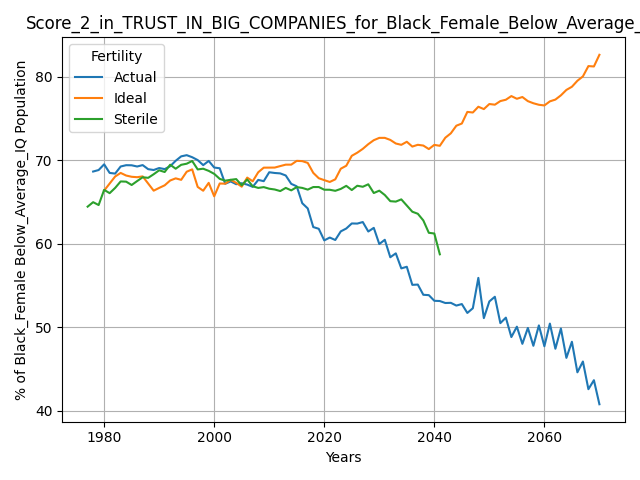 Score_2_in_TRUST_IN_BIG_COMPANIES_for_Black_Female_Below_Average_
Fertility
Actual
Ideal
Sterile
% of Black_Female Below_Average_IQ Population
80
70
60
50
40
1980
2000
2020
2040
2060
Years